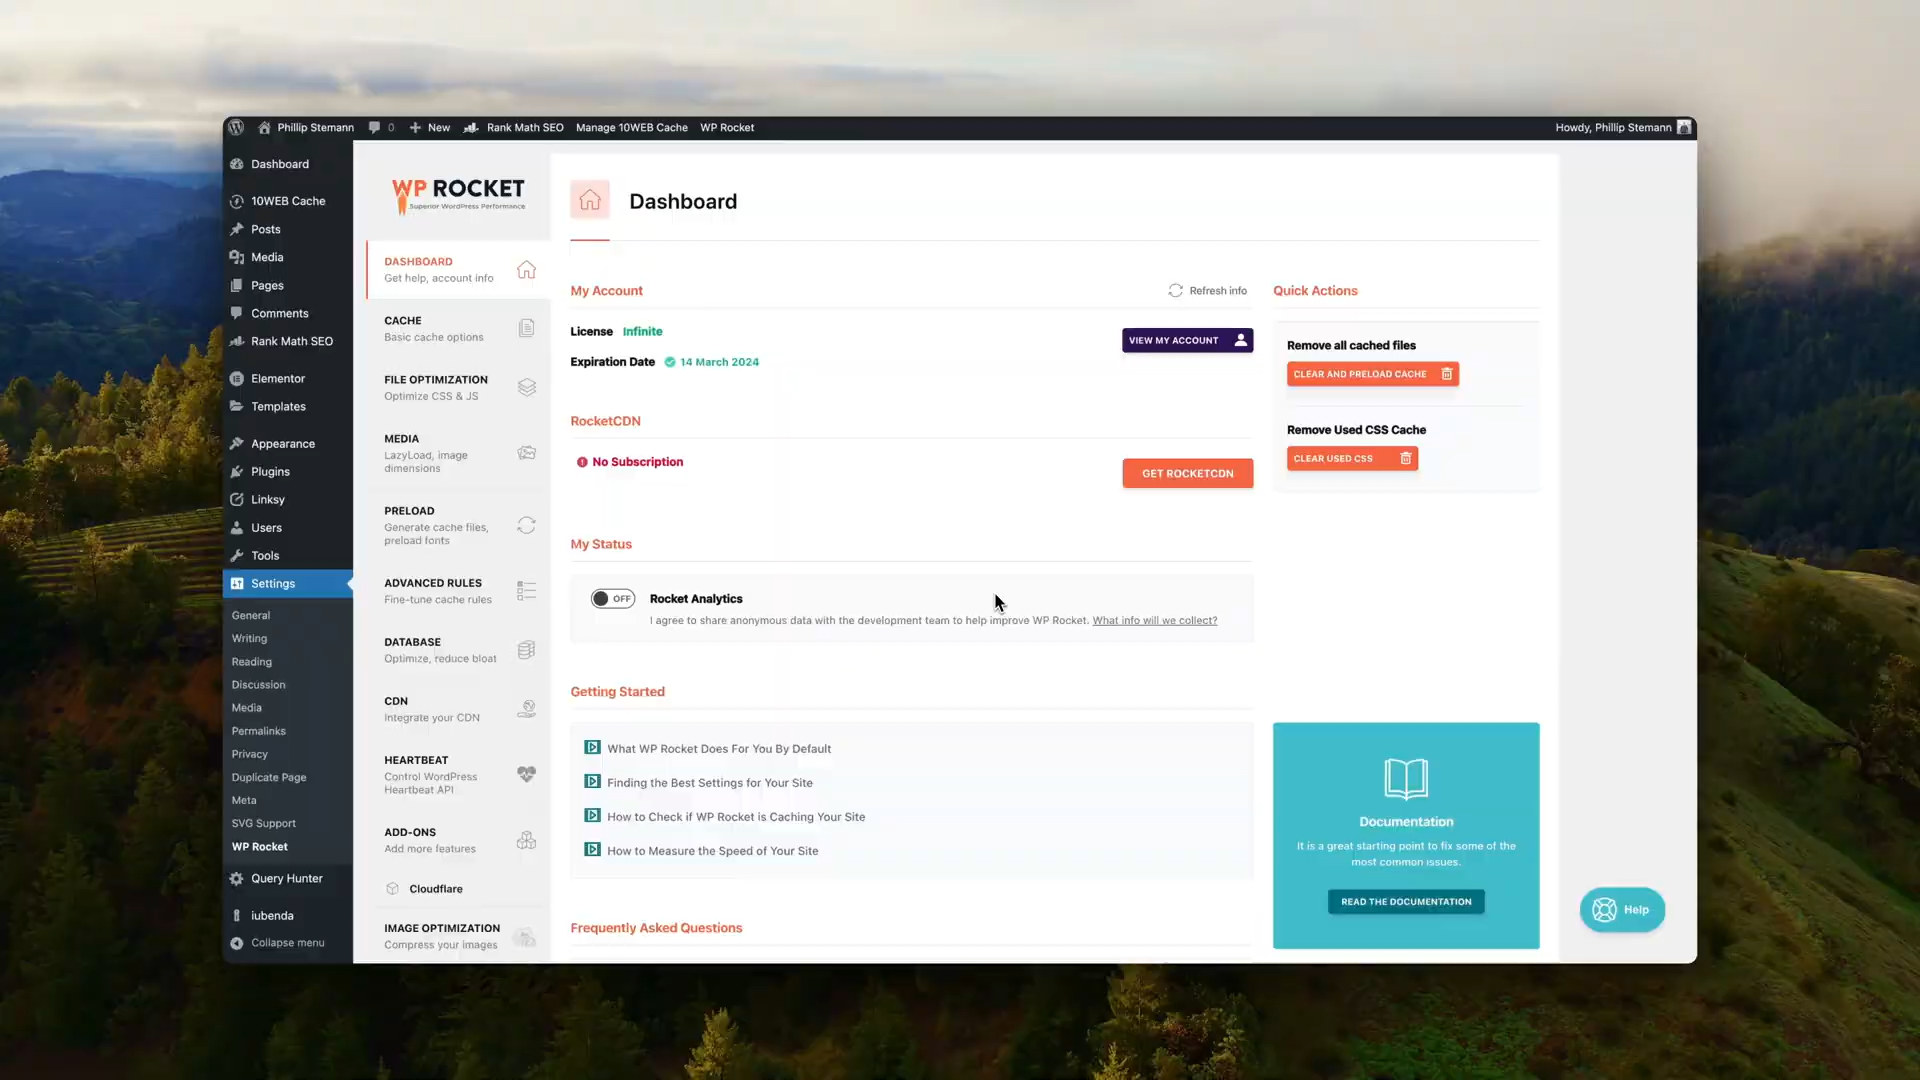 Phillip Stemann 0 New Rank Math SEO Manage 10WEB Cache WP Rocket Howdy, Phillip Stemann
Dashboard
10WEB Cache
Posts
Media
Pages
Comments
Rank Math SEO
Elementor
Templates
Appearance
Plugins
Linksy
Users
Tools
Settings
General
Writing
Reading
Discussion
Media
Permalinks
Privacy
Duplicate Page
Meta
SVG Support
WP Rocket
Query Hunter
iubenda
Collapse menu
WP ROCKET
Superior WordPress Performance
DASHBOARD
Get help, account info
CACHE
Basic cache options
FILE OPTIMIZATION
Optimize CSS & JS
MEDIA
LazyLoad, image
dimensions
PRELOAD
Generate cache files,
preload fonts
ADVANCED RULES
Fine-tune cache rules
DATABASE
Optimize, reduce bloat
CDN
Integrate your CDN
HEARTBEAT
Control WordPress
Heartbeat API
ADD-ONS
Add more features
Cloudflare
IMAGE OPTIMIZATION
Compress your images
Dashboard
My Account
Refresh info
License Infinite
VIEW MY ACCOUNT
Expiration Date 14 March 2024
RocketCDN
No Subscription
GET ROCKETCDN
My Status
OFF
Rocket Analytics
I agree to share anonymous data with the development team to help improve WP Rocket. What info will we collect?
Getting Started
What WP Rocket Does For You By Default
Finding the Best Settings for Your Site
How to Check if WP Rocket is Caching Your Site
How to Measure the Speed of Your Site
Frequently Asked Questions
Quick Actions
Remove all cached files
CLEAR AND PRELOAD CACHE
Remove Used CSS Cache
CLEAR USED CSS
Documentation
It is a great starting point to fix some of the
most common issues.
READ THE DOCUMENTATION
Help